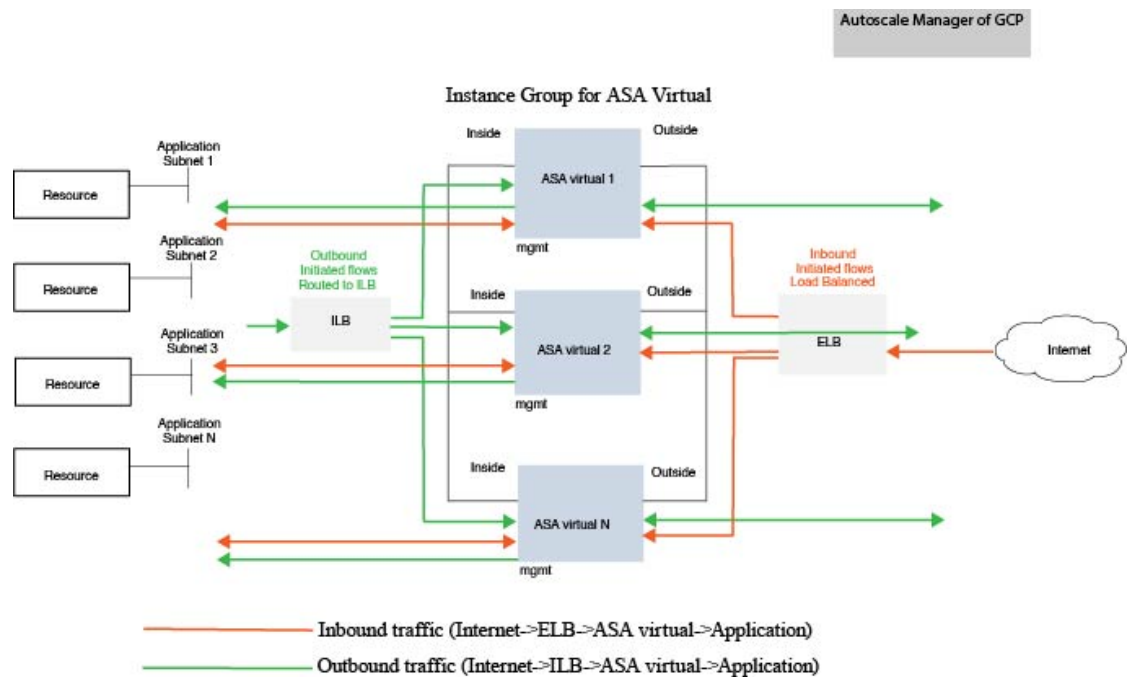 Autoscale Manager of GCP
Instance Group for ASA Virtual
Inside
Outside
Application
Subnet 1
Resource
ASA virtual 1
mgmt
Application
Subnet 2
Resource
Outbound
Initiated flows
Routed to ILB
ILB
Inbound
Initiated flows
Load Balanced
ELB
Inside
Outside
ASA virtual 2
mgmt
Internet
Application
Subnet 3
Resource
Application
Subnet N
Resource
Inside
Outside
ASA virtual N
mgmt
Inbound traffic (Internet->ELB->ASA virtual->Application)
Outbound traffic (Internet->ILB->ASA virtual->Application)